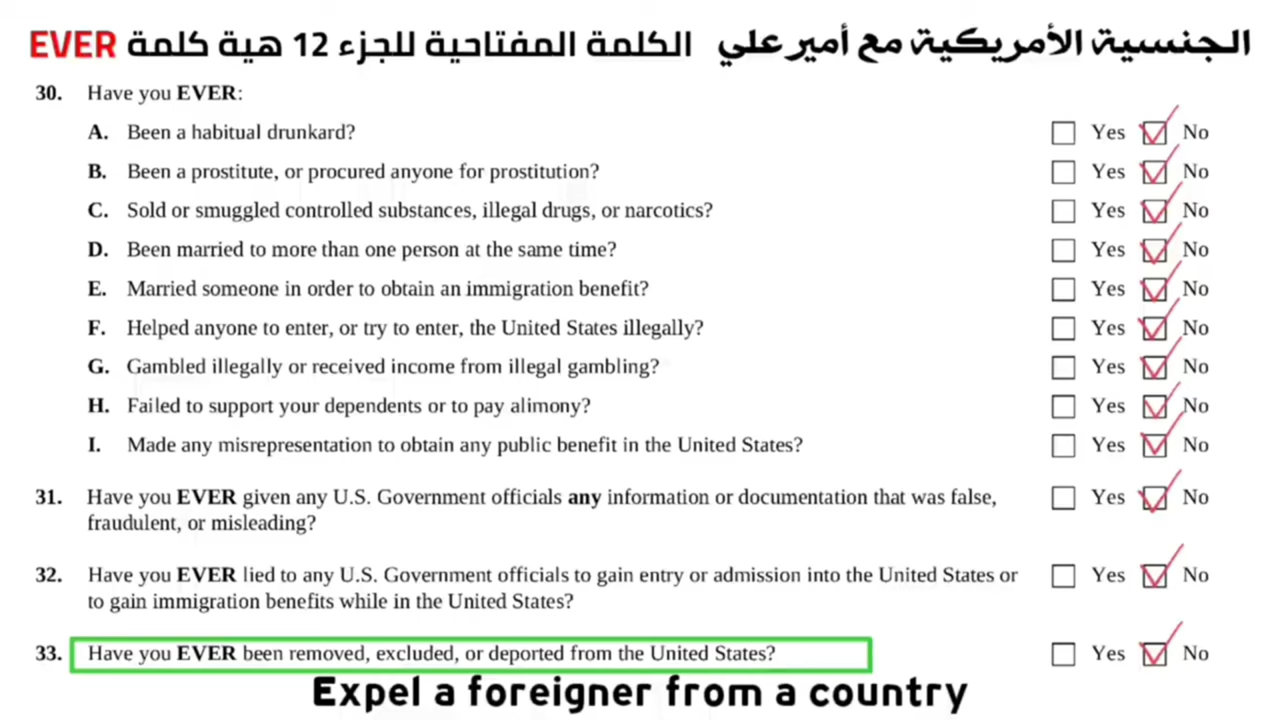 الجنسية الأمريكية مع أمير علي الكلمة المفتاحية للجزء 12 هية كلمة EVER
30. Have you EVER:
A. Been a habitual drunkard? Yes No
B. Been a prostitute, or procured anyone for prostitution? Yes No
C. Sold or smuggled controlled substances, illegal drugs, or narcotics? Yes No
D. Been married to more than one person at the same time? Yes No
E. Married someone in order to obtain an immigration benefit? Yes No
F. Helped anyone to enter, or try to enter, the United States illegally? Yes No
G. Gambled illegally or received income from illegal gambling? Yes No
H. Failed to support your dependents or to pay alimony? Yes No
I. Made any misrepresentation to obtain any public benefit in the United States? Yes No
31. Have you EVER given any U.S. Government officials any information or documentation that was false, Yes No
fraudulent, or misleading?
32. Have you EVER lied to any U.S. Government officials to gain entry or admission into the United States or Yes No
to gain immigration benefits while in the United States?
33. Have you EVER been removed, excluded, or deported from the United States? Yes No
Expel a foreigner from a country